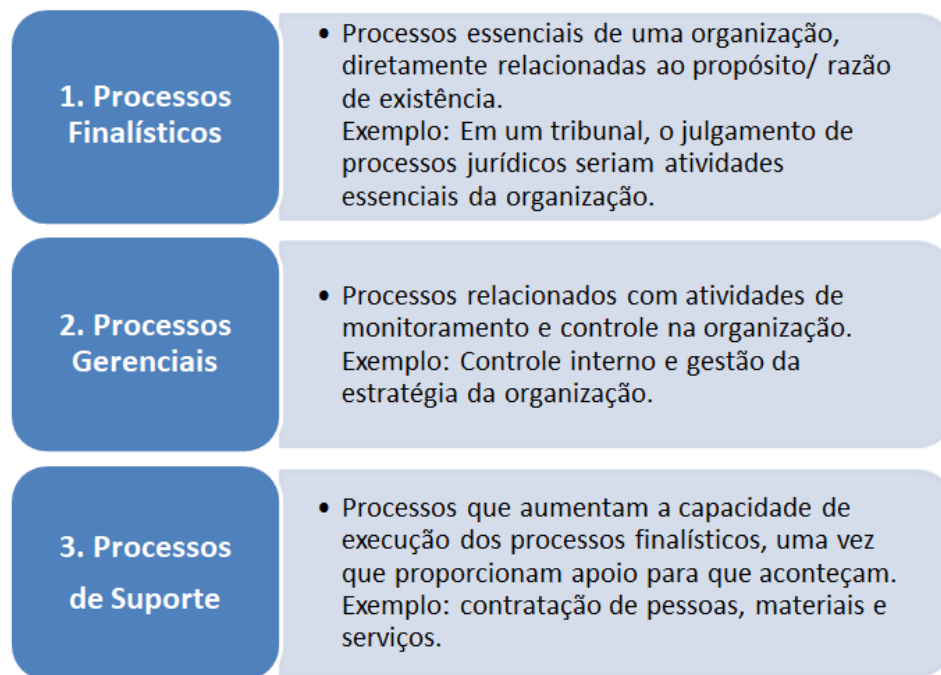 1. Processos
Finalísticos
• Processos essenciais de uma organização,
diretamente relacionadas ao propósito/ razão
de existência.
Exemplo: Em um tribunal, o julgamento de
processos jurídicos seriam atividades
essenciais da organização.
2. Processos
Gerenciais
• Processos relacionados com atividades de
monitoramento e controle na organização.
Exemplo: Controle interno e gestão da
estratégia da organização.
3. Processos
de Suporte
• Processos que aumentam a capacidade de
execução dos processos finalísticos, uma vez
que proporcionam apoio para que aconteçam.
Exemplo: contratação de pessoas, materiais e
serviços.